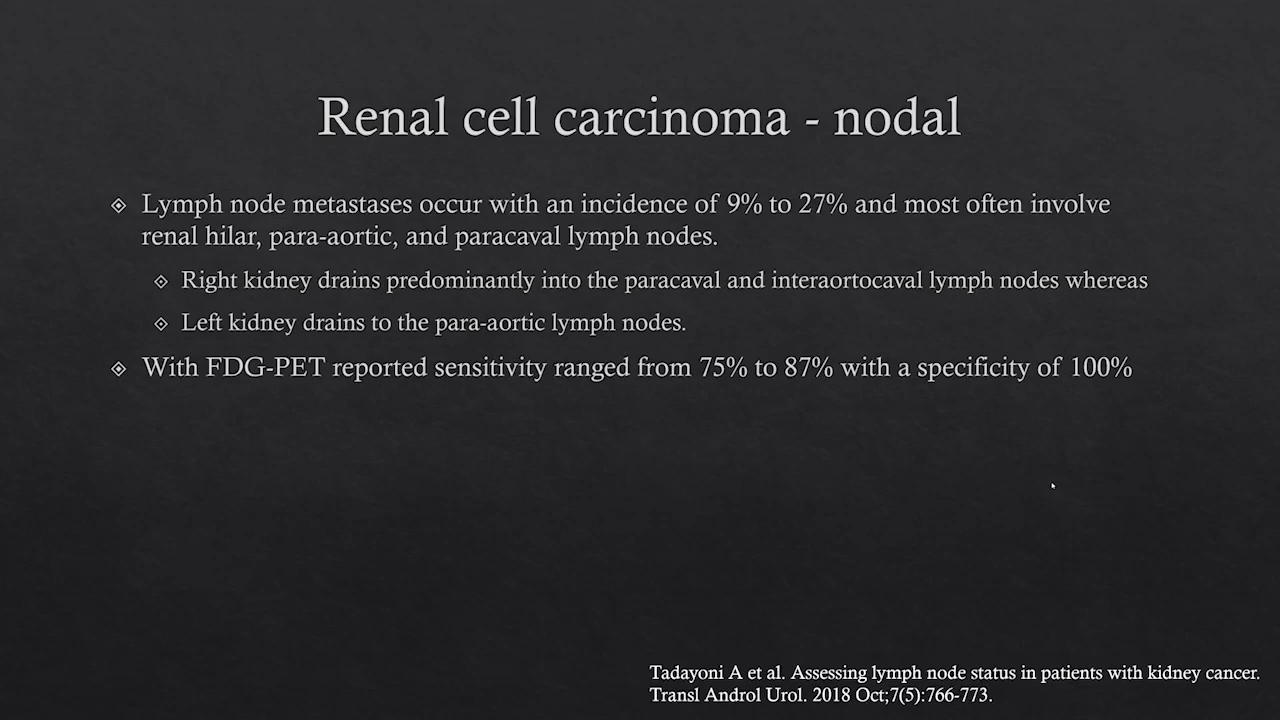 Renal cell carcinoma - nodal
Lymph node metastases occur with an incidence of 9% to 27% and most often involve
renal hilar, para-aortic, and paracaval lymph nodes.
Right kidney drains predominantly into the paracaval and interaortocaval lymph nodes whereas
Left kidney drains to the para-aortic lymph nodes.
With FDG-PET reported sensitivity ranged from 75% to 87% with a specificity of 100%
Tadayoni A et al. Assessing lymph node status in patients with kidney cancer.
Transl Androl Urol. 2018 Oct;7(5):766-773.